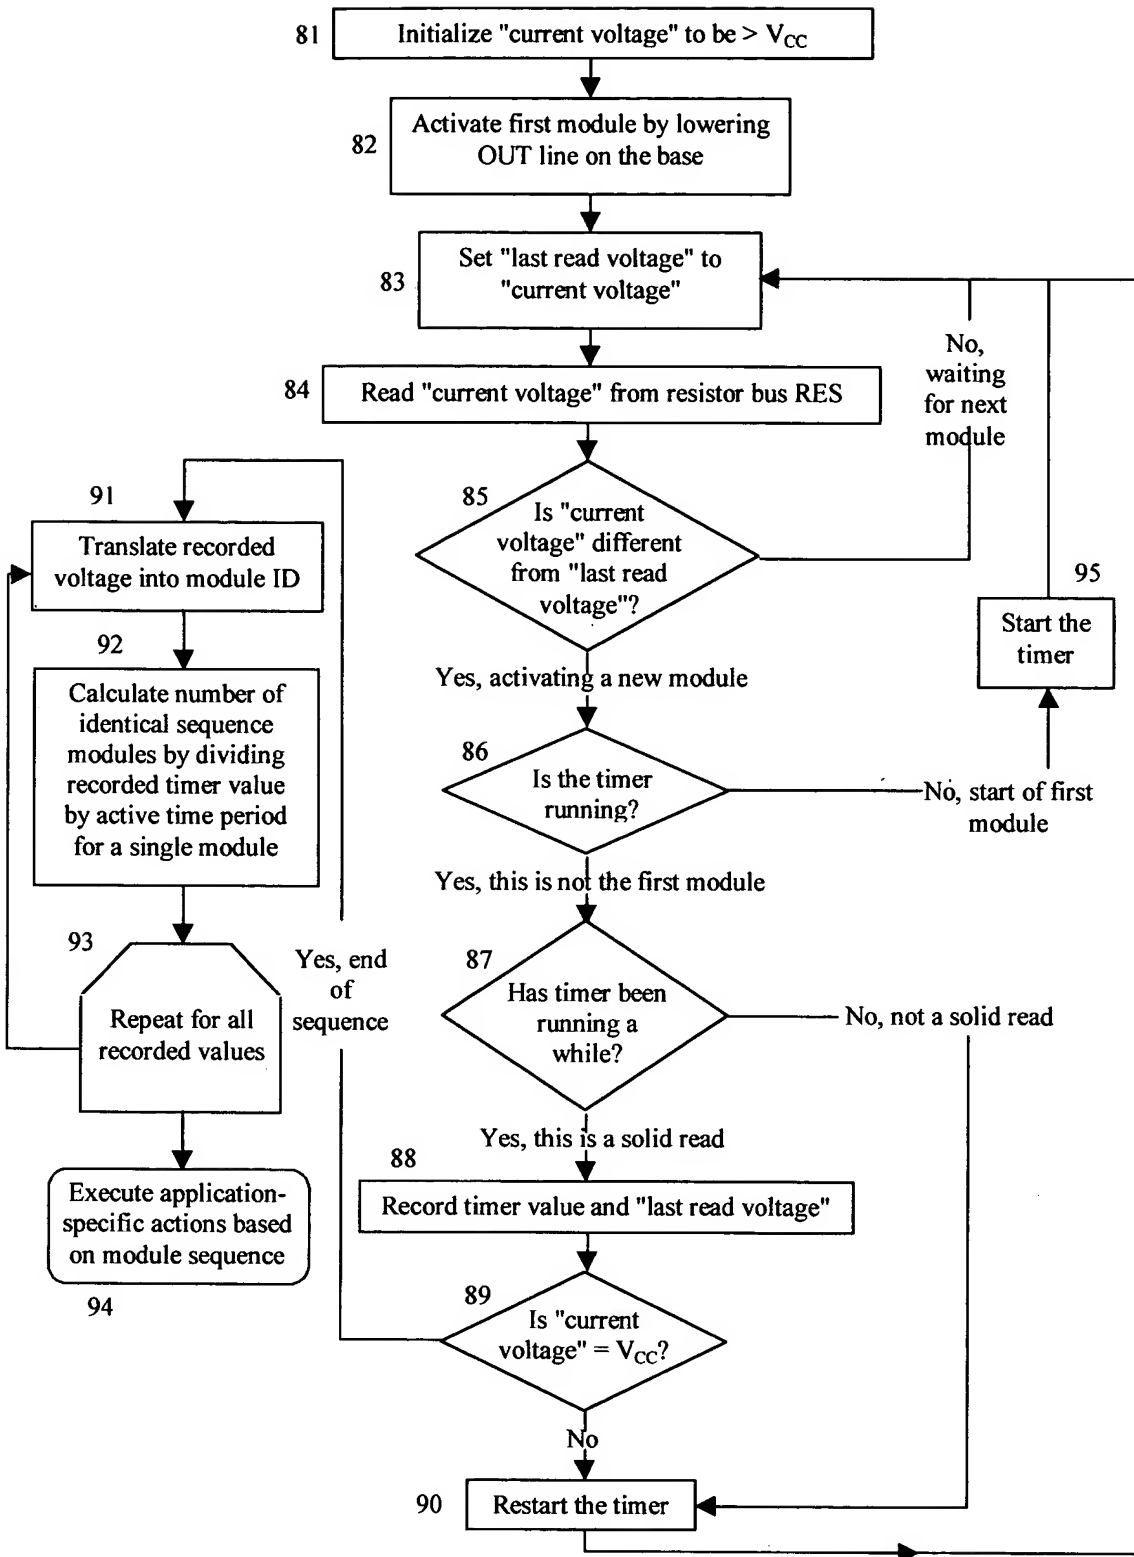 81
Initialize "current voltage" to be > VCC
82
Activate first module by lowering
OUT line on the base
83
Set "last read voltage" to
"current voltage"
No,
waiting
for next
module
84
Read "current voltage" from resistor bus RES
85
Is "current
voltage" different
from "last read
voltage"?
91
Translate recorded
voltage into module ID
95
Start the
timer
92
Calculate number of
identical sequence
modules by dividing
recorded timer value
by active time period
for a single module
Yes, activating a new module
86
Is the timer
running?
No, start of first
module
Yes, this is not the first module
93
Repeat for all
recorded values
Yes, end
of
sequence
87
Has timer been
running a
while?
No, not a solid read
Yes, this is a solid read
88
Record timer value and "last read voltage"
Execute application-
specific actions based
on module sequence
94
89
Is "current
voltage" = VCC?
No
90
Restart the timer